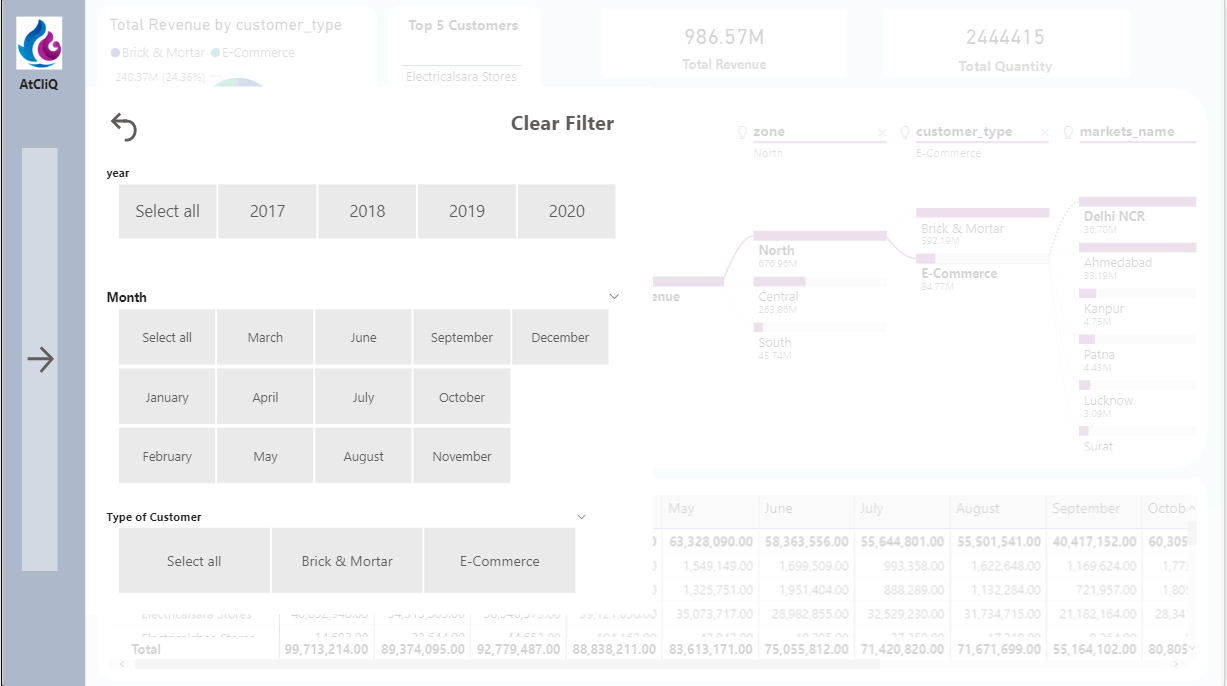 AtCliQ
Total Revenue by customer_type
Brick & Mortar E-Commerce
240.37M (24.36%)
Top 5 Customers
Electricalsara Stores
986.57M
Total Revenue
2444415
Total Quantity
Clear Filter
year
Select all 2017 2018 2019 2020
Month
Select all March June September December
January April July October
February May August November
Type of Customer
Select all Brick & Mortar E-Commerce
zone
North
customer_type
E-Commerce
markets_name
enue
North
676.96M
Central
263.86M
South
45.74M
Brick & Mortar
592.19M
E-Commerce
84.77M
Delhi NCR
36.70M
Ahmedabad
33.19M
Kanpur
4.75M
Patna
4.43M
Lucknow
3.09M
Surat
May June July August September Octob
63,328,090.00 58,363,556.00 55,644,801.00 55,501,541.00 40,417,152.00 60,305
1,549,149.00 1,699,509.00 993,358.00 1,622,648.00 1,169,624.00 1,77
1,325,751.00 1,951,404.00 888,289.00 1,132,284.00 721,957.00 1,80
Electricalsara Stores 35,073,717.00 28,982,855.00 32,529,230.00 31,734,715.00 21,182,164.00 28,34
Total 99,713,214.00 89,374,095.00 92,779,487.00 88,838,211.00 83,613,171.00 75,055,812.00 71,420,820.00 71,671,699.00 55,164,102.00 80,805